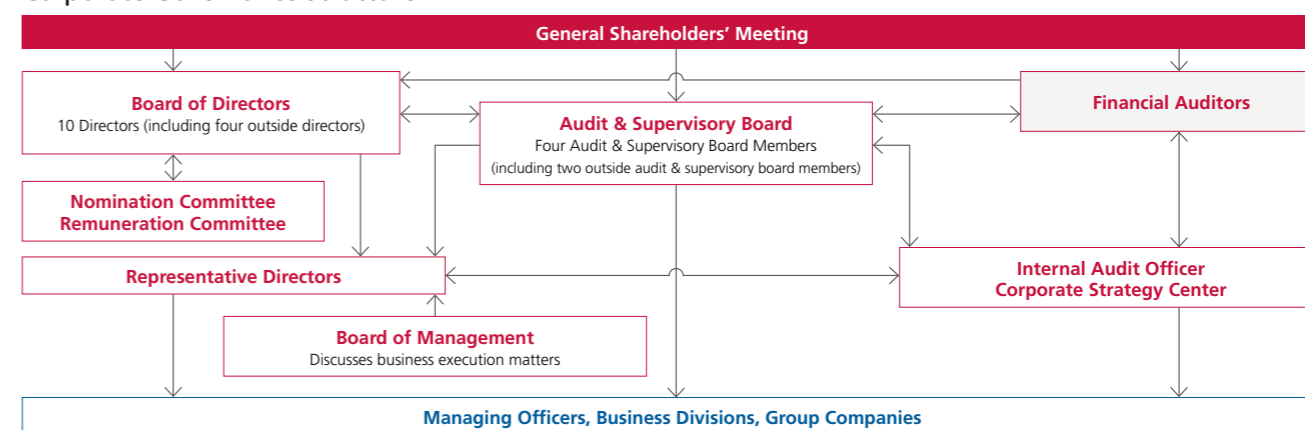 General Shareholders' Meeting
Board of Directors
10 Directors (including four outside directors)
Financial Auditors
Audit & Supervisory Board
Four Audit & Supervisory Board Members
(including two outside audit & supervisory board members)
Nomination Committee
Remuneration Committee
Representative Directors
Internal Audit Officer
Corporate Strategy Center
Board of Management
Discusses business execution matters
Managing Officers, Business Divisions, Group Companies